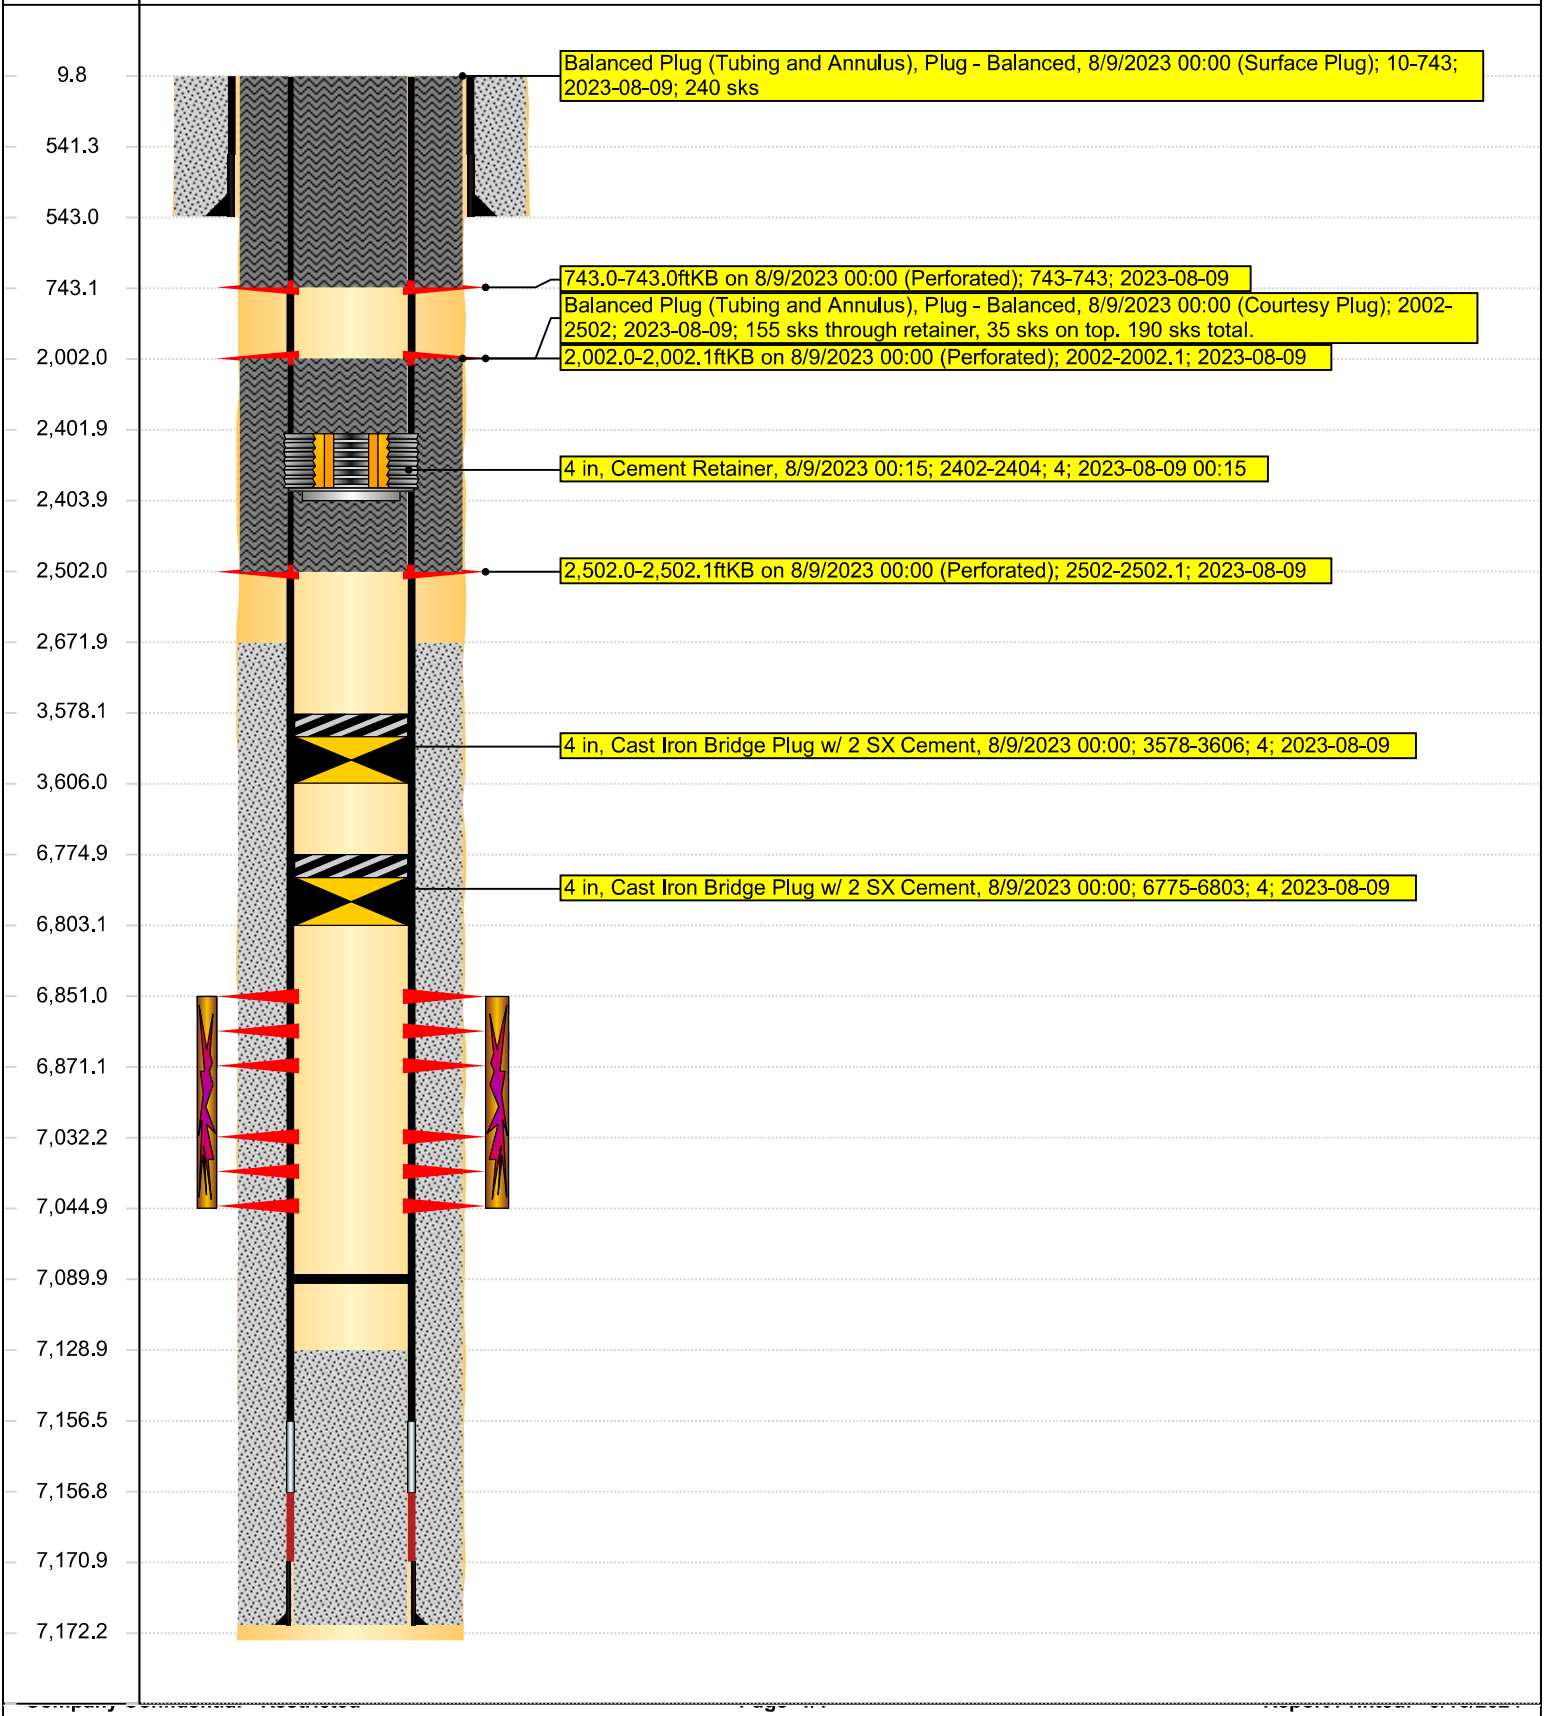 9.8
Balanced Plug (Tubing and Annulus), Plug - Balanced, 8/9/2023 00:00 (Surface Plug); 10-743;
2023-08-09; 240 sks
541.3
543.0
743.1
743.0-743.0ftKB on 8/9/2023 00:00 (Perforated); 743-743; 2023-08-09
Balanced Plug (Tubing and Annulus), Plug - Balanced, 8/9/2023 00:00 (Courtesy Plug); 2002-
2502; 2023-08-09; 155 sks through retainer, 35 sks on top. 190 sks total.
2,002.0
2,002.0-2,002.1ftKB on 8/9/2023 00:00 (Perforated); 2002-2002.1; 2023-08-09
2,401.9
4 in, Cement Retainer, 8/9/2023 00:15; 2402-2404; 4; 2023-08-09 00:15
2,403.9
2,502.0
2,502.0-2,502.1ftKB on 8/9/2023 00:00 (Perforated); 2502-2502.1; 2023-08-09
2,671.9
3,578.1
4 in, Cast Iron Bridge Plug w/ 2 SX Cement, 8/9/2023 00:00; 3578-3606; 4; 2023-08-09
3,606.0
6,774.9
4 in, Cast Iron Bridge Plug w/ 2 SX Cement, 8/9/2023 00:00; 6775-6803; 4; 2023-08-09
6,803.1
6,851.0
6,871.1
7,032.2
7,044.9
7,089.9
7,128.9
7,156.5
7,156.8
7,170.9
7,172.2